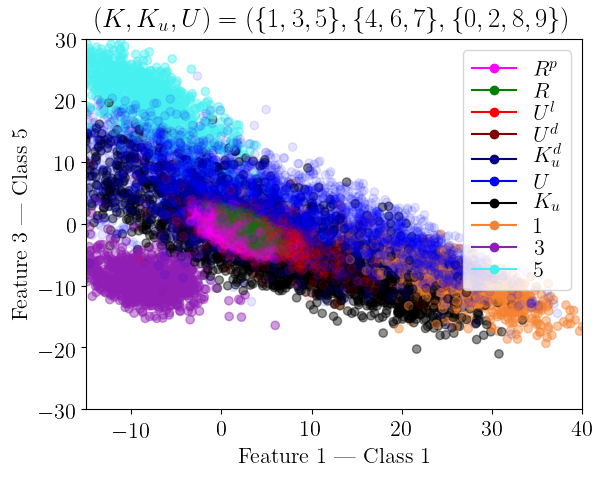 (K, K_u, U) = ({1, 3, 5}, {4, 6, 7}, {0, 2, 8, 9})
30
20
10
0
−10
−20
−30
Feature 3 — Class 5
R^p
R
U^l
U^d
K_u^d
U
K_u
1
3
5
−10
0
10
20
30
40
Feature 1 — Class 1